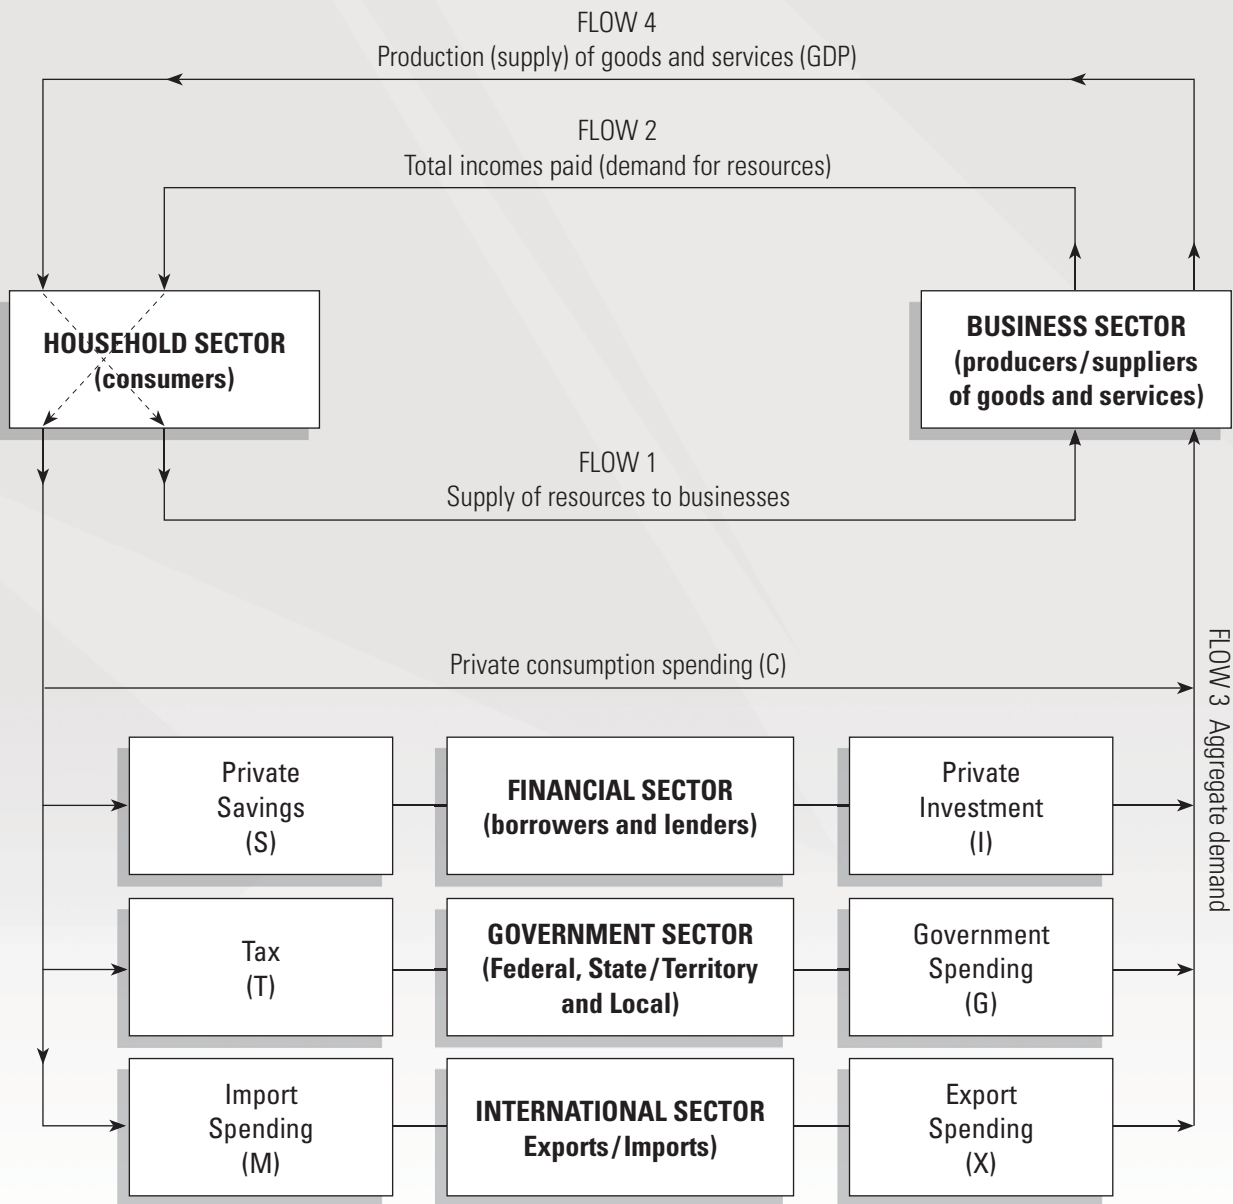 FLOW 4
Production (supply) of goods and services (GDP)
FLOW 2
Total incomes paid (demand for resources)
HOUSEHOLD SECTOR
(consumers)
BUSINESS SECTOR
(producers/suppliers
of goods and services)
FLOW 1
Supply of resources to businesses
Private consumption spending (C)
FLOW 3 Aggregate demand
Private
Savings
(S)
FINANCIAL SECTOR
(borrowers and lenders)
Private
Investment
(I)
Tax
(T)
GOVERNMENT SECTOR
(Federal, State/Territory
and Local)
Government
Spending
(G)
Import
Spending
(M)
INTERNATIONAL SECTOR
Exports/Imports)
Export
Spending
(X)